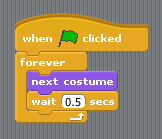 when clicked
forever
next costume
wait 0.5 secs